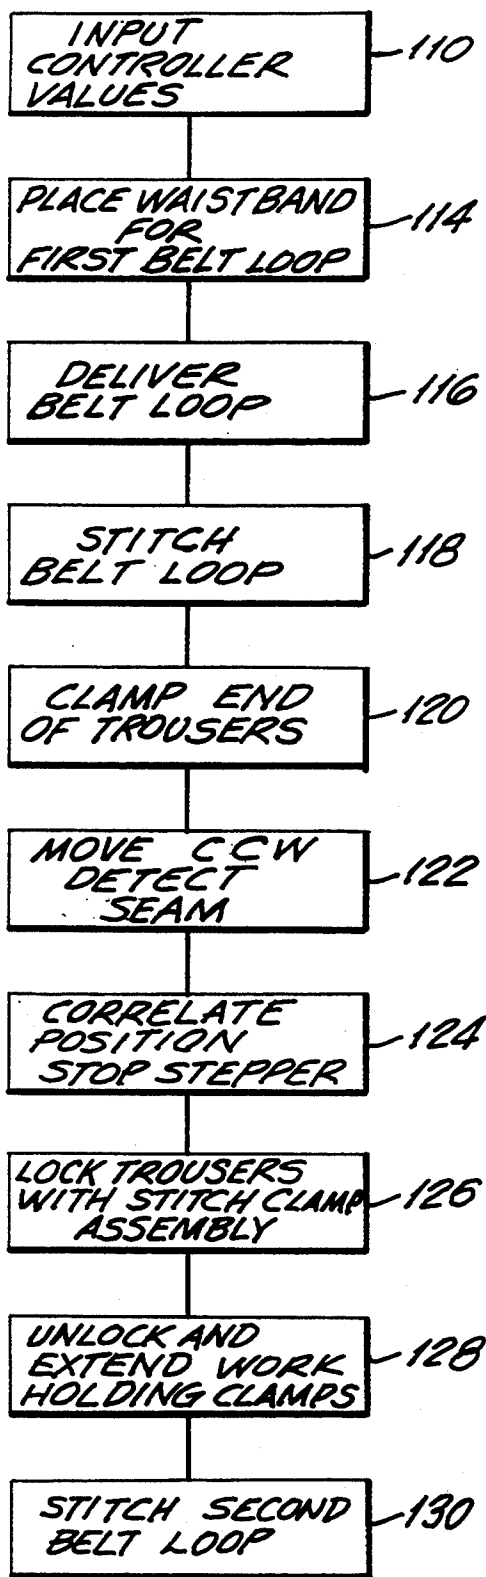 INPUT
CONTROLLER
VALUES
110
PLACE WAISTBAND
FOR
FIRST BELT LOOP
114
DELIVER
BELT LOOP
116
STITCH
BELT LOOP
118
CLAMP END
OF TROUSERS
120
MOVE CCW
DETECT
SEAM
122
CORRELATE
POSITION
STOP STEPPER
124
LOCK TROUSERS
WITH STITCH CLAMP
ASSEMBLY
126
UNLOCK AND
EXTEND WORK
HOLDING CLAMPS
128
STITCH SECOND
BELT LOOP
130